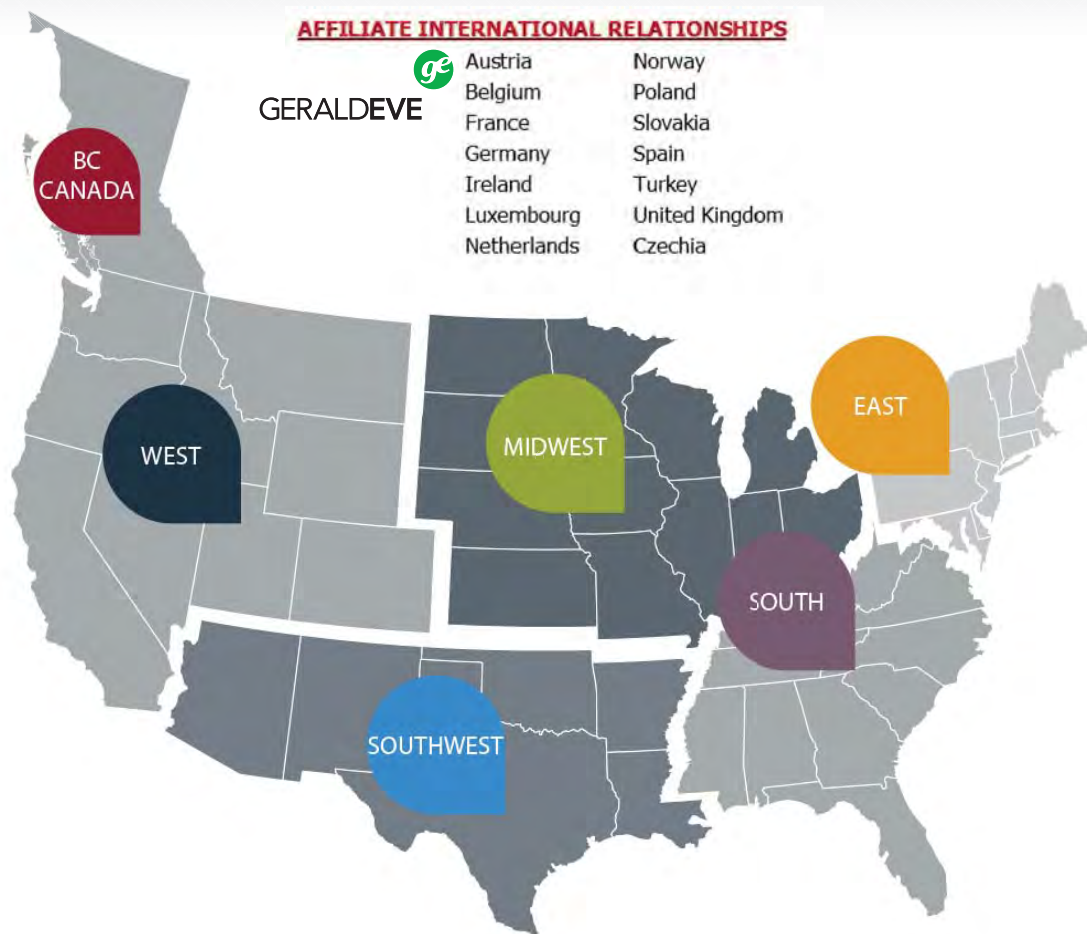 AFFILIATE INTERNATIONAL RELATIONSHIPS
ge
GERALDEVE
Austria
Belgium
France
Germany
Ireland
Luxembourg
Netherlands
Norway
Poland
Slovakia
Spain
Turkey
United Kingdom
Czechia
BC
CANADA
WEST
MIDWEST
EAST
SOUTH
SOUTHWEST